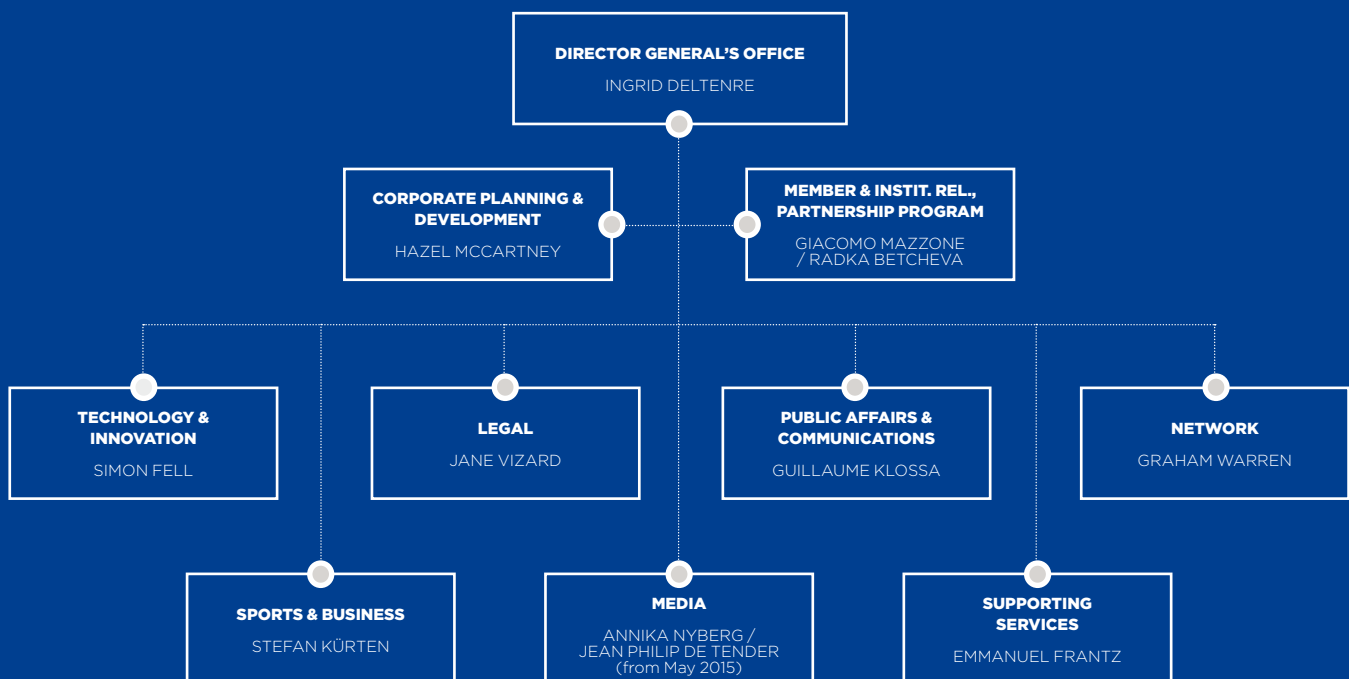 DIRECTOR GENERAL'S OFFICE
INGRID DELTENRE
CORPORATE PLANNING &
DEVELOPMENT
HAZEL MCCARTNEY
MEMBER & INSTIT. REL.,
PARTNERSHIP PROGRAM
GIACOMO MAZZONE
/ RADKA BETCHEVA
TECHNOLOGY &
INNOVATION
SIMON FELL
LEGAL
JANE VIZARD
PUBLIC AFFAIRS &
COMMUNICATIONS
GUILLAUME KLOSSA
NETWORK
GRAHAM WARREN
SPORTS & BUSINESS
STEFAN KÜRTEN
MEDIA
ANNIKA NYBERG /
JEAN PHILIP DE TENDER
(from May 2015)
SUPPORTING
SERVICES
EMMANUEL FRANTZ